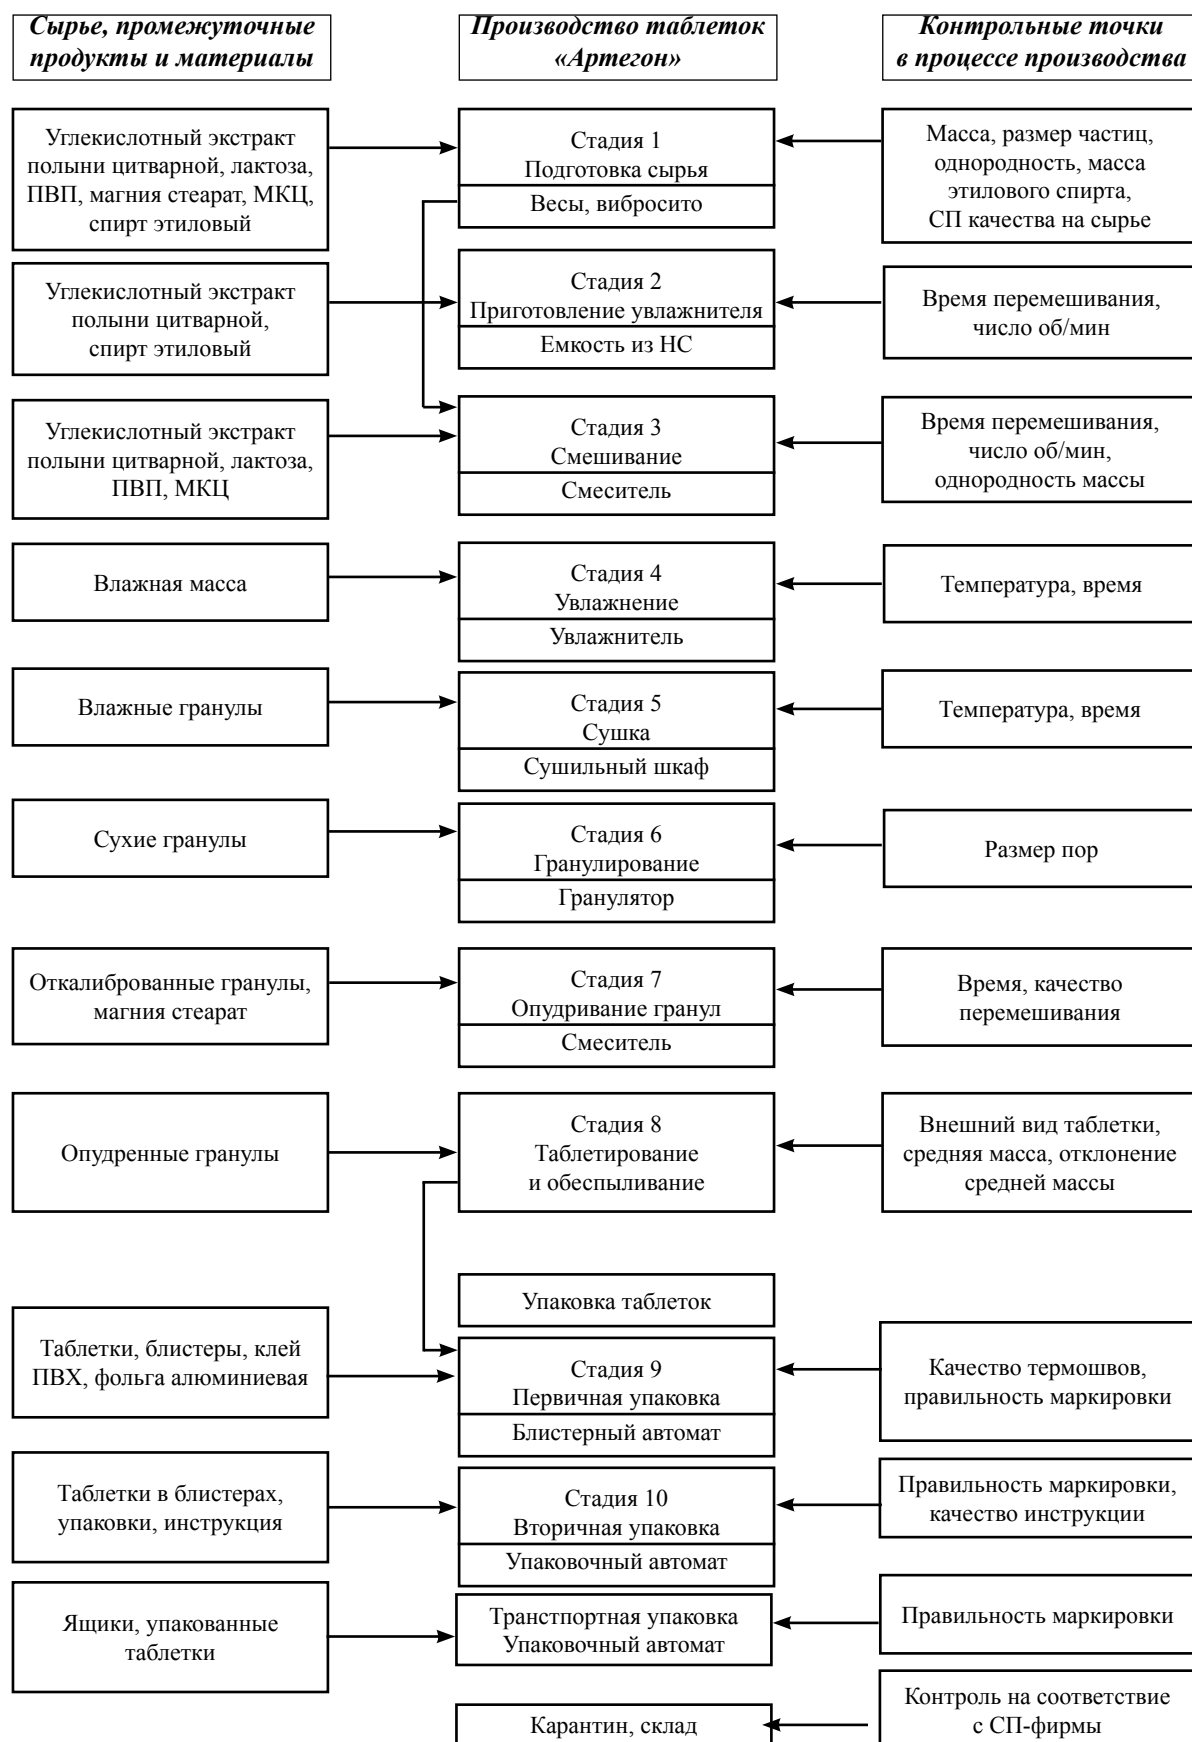 Сырье, промежуточные
продукты и материалы
Производство таблеток
«Артегон»
Контрольные точки
в процессе производства
Углекислотный экстракт
полыни цитварной, лактоза,
ПВП, магния стеарат, МКЦ,
спирт этиловый
Стадия 1
Подготовка сырья
Весы, вибросито
Масса, размер частиц,
однородность, масса
этилового спирта,
СП качества на сырье
Углекислотный экстракт
полыни цитварной,
спирт этиловый
Стадия 2
Приготовление увлажнителя
Емкость из НС
Время перемешивания,
число об/мин
Углекислотный экстракт
полыни цитварной, лактоза,
ПВП, МКЦ
Стадия 3
Смешивание
Смеситель
Время перемешивания,
число об/мин,
однородность массы
Влажная масса
Стадия 4
Увлажнение
Увлажнитель
Температура, время
Влажные гранулы
Стадия 5
Сушка
Сушильный шкаф
Температура, время
Сухие гранулы
Стадия 6
Гранулирование
Гранулятор
Размер пор
Откалиброванные гранулы,
магния стеарат
Стадия 7
Опудривание гранул
Смеситель
Время, качество
перемешивания
Опудренные гранулы
Стадия 8
Таблетирование
и обеспыливание
Внешний вид таблетки,
средняя масса, отклонение
средней массы
Упаковка таблеток
Таблетки, блистеры, клей
ПВХ, фольга алюминиевая
Стадия 9
Первичная упаковка
Блистерный автомат
Качество термошвов,
правильность маркировки
Таблетки в блистерах,
упаковки, инструкция
Стадия 10
Вторичная упаковка
Упаковочный автомат
Правильность маркировки,
качество инструкции
Ящики, упакованные
таблетки
Транстпортная упаковка
Упаковочный автомат
Правильность маркировки
Карантин, склад
Контроль на соответствие
с СП-фирмы